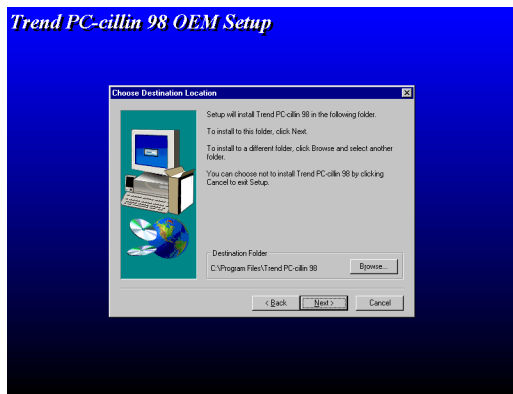 Trend PC-cillin 98 OEM Setup
Choose Destination Location
Setup will install Trend PC-cillin 98 in the following folder.
To install to this folder, click Next.
To install to a different folder, click Browse and select another
folder.
You can choose not to install Trend PC-cillin 98 by clicking
Cancel to exit Setup.
Destination Folder
C:\Program Files\Trend PC-cillin 98
Browse...
< Back
Next >
Cancel